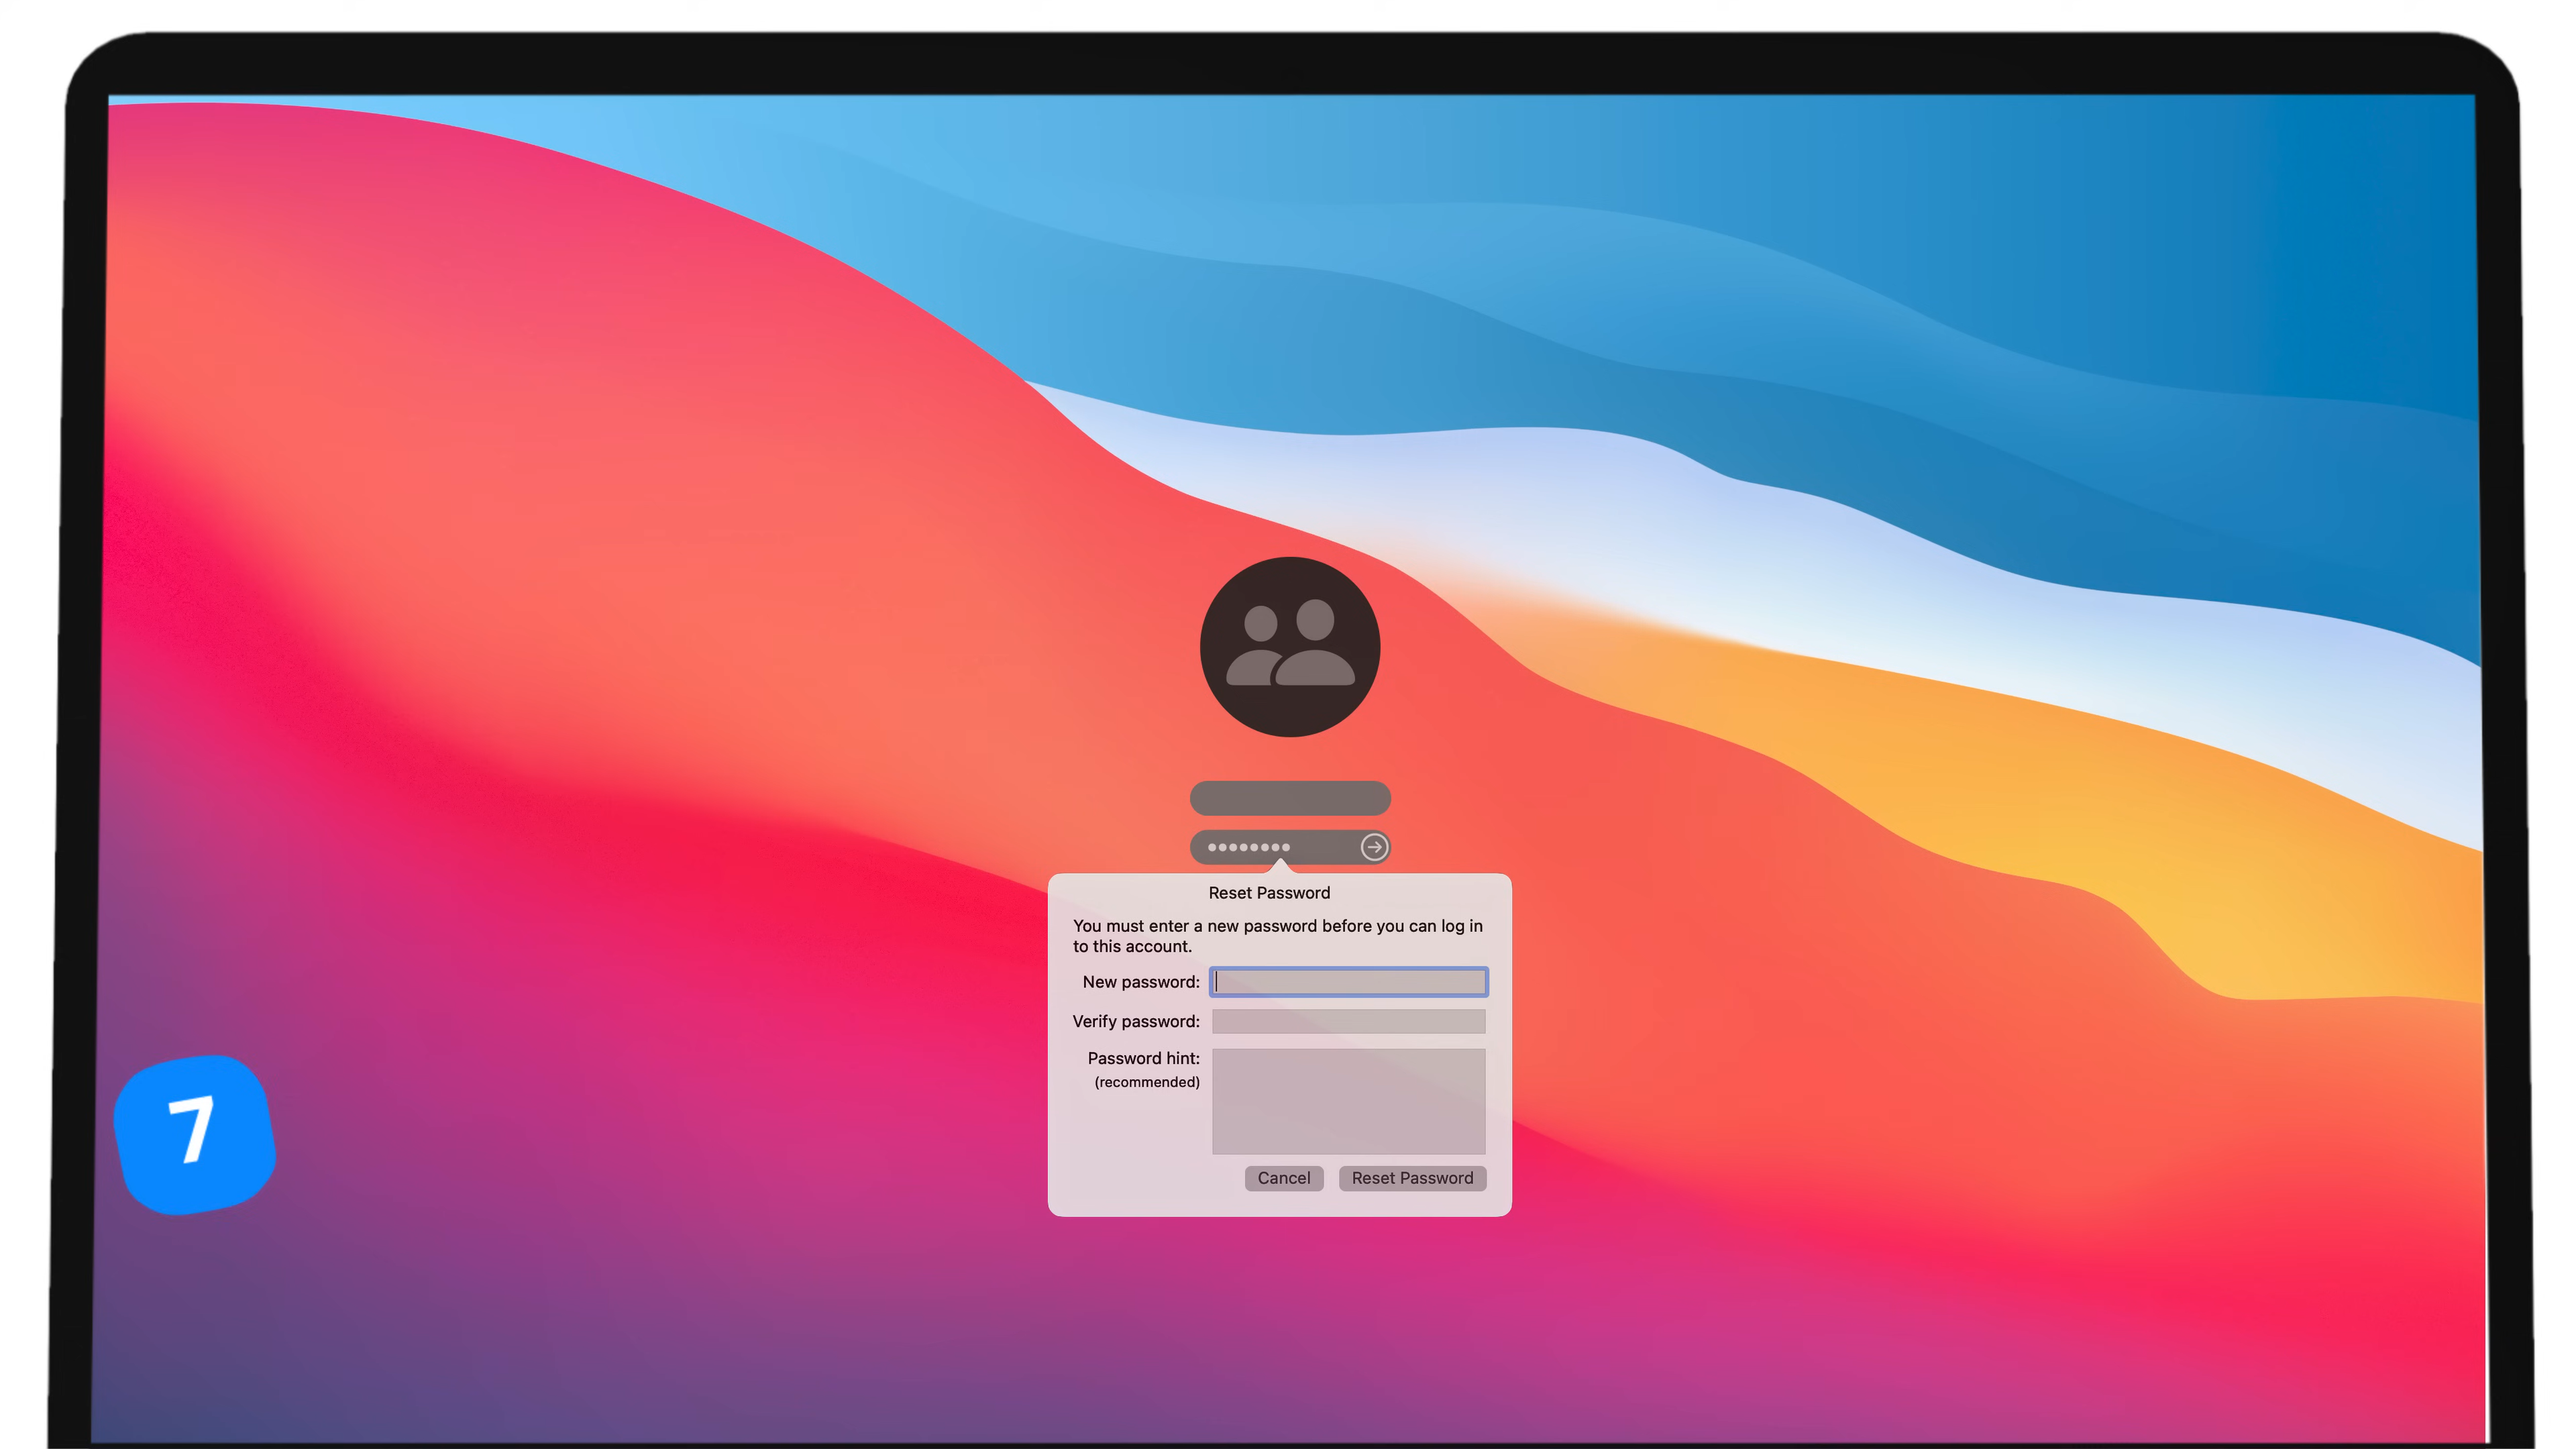 Reset Password
You must enter a new password before you can log in
to this account.
New password:
Verify password:
Password hint:
(recommended)
Cancel
Reset Password
7